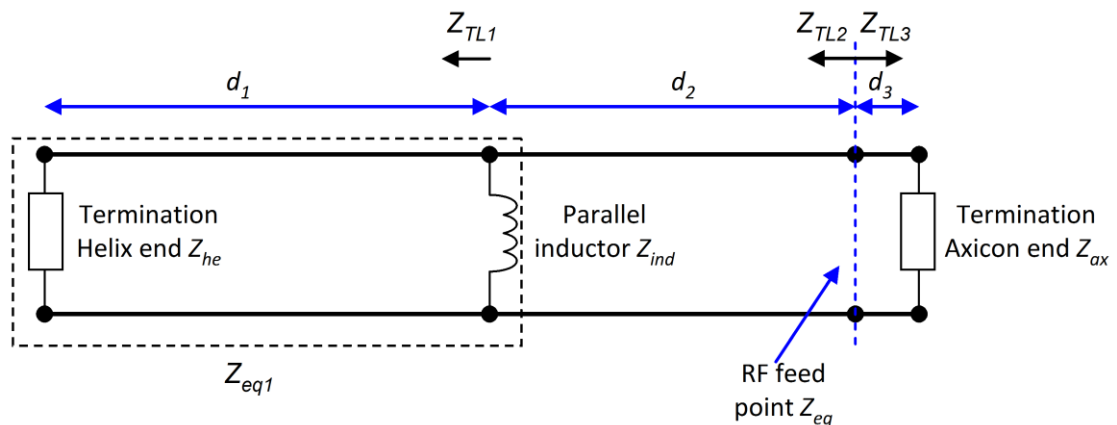 Z_TL1
Z_TL2
Z_TL3
d_1
d_2
d_3
Termination
Helix end Z_he
Parallel
inductor Z_ind
Termination
Axicon end Z_ax
Z_eq1
RF feed
point Z_eq